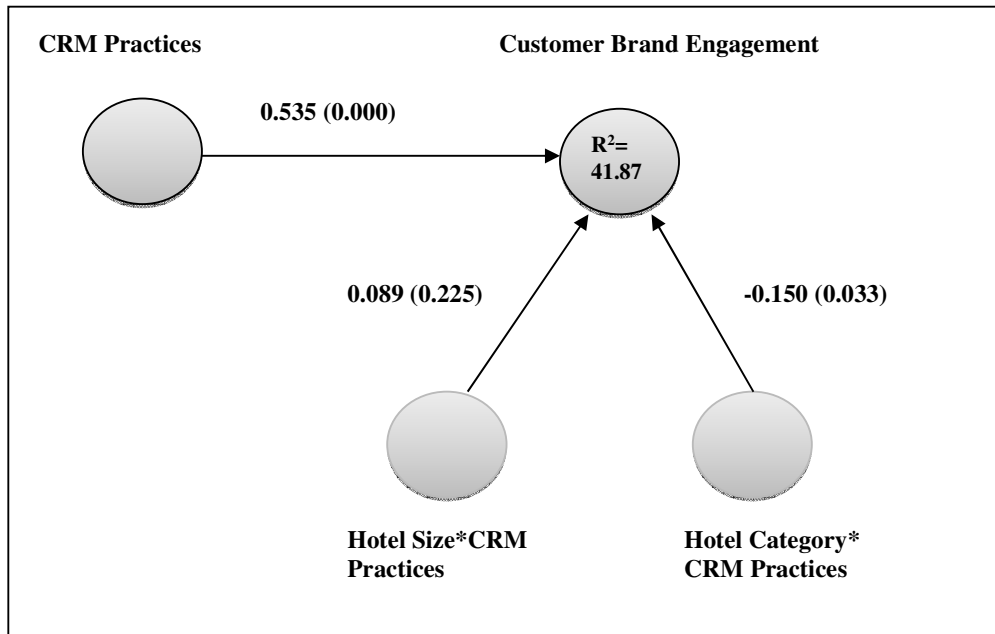 CRM Practices
Customer Brand Engagement
0.535 (0.000)
R²=
41.87
0.089 (0.225)
-0.150 (0.033)
Hotel Size*CRM
Practices
Hotel Category*
CRM Practices